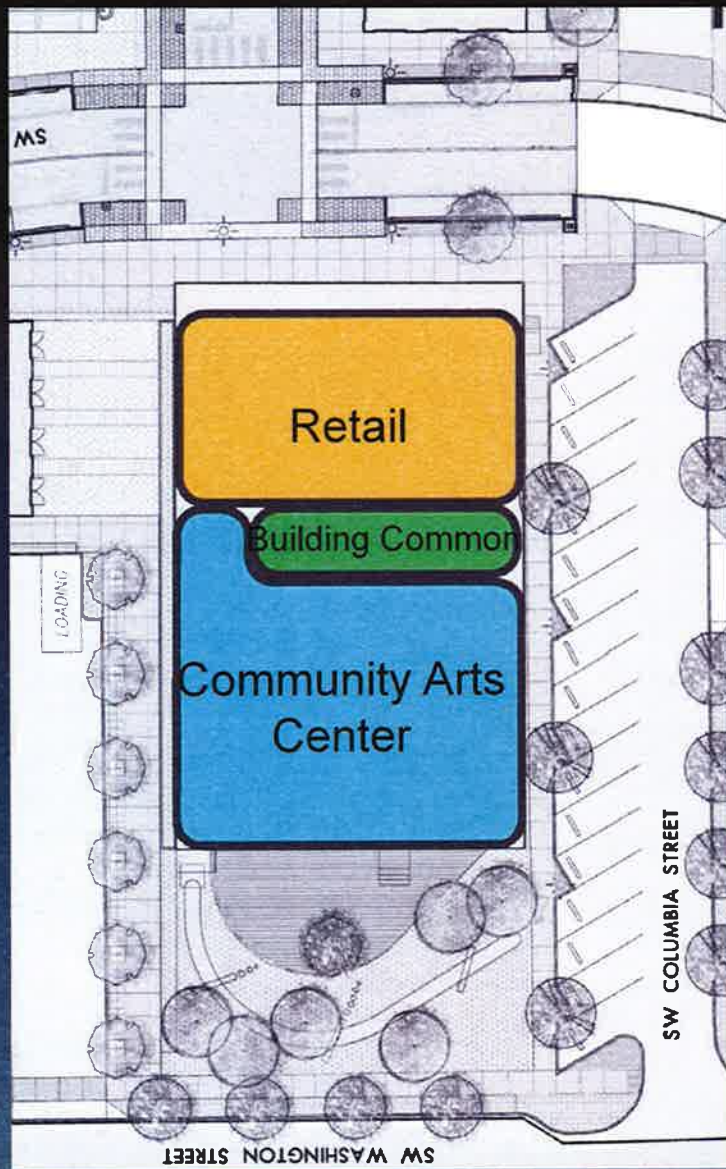 SW
Retail
Building Common
LOADING
Community Arts
Center
SW COLUMBIA STREET
SW WASHINGTON STREET